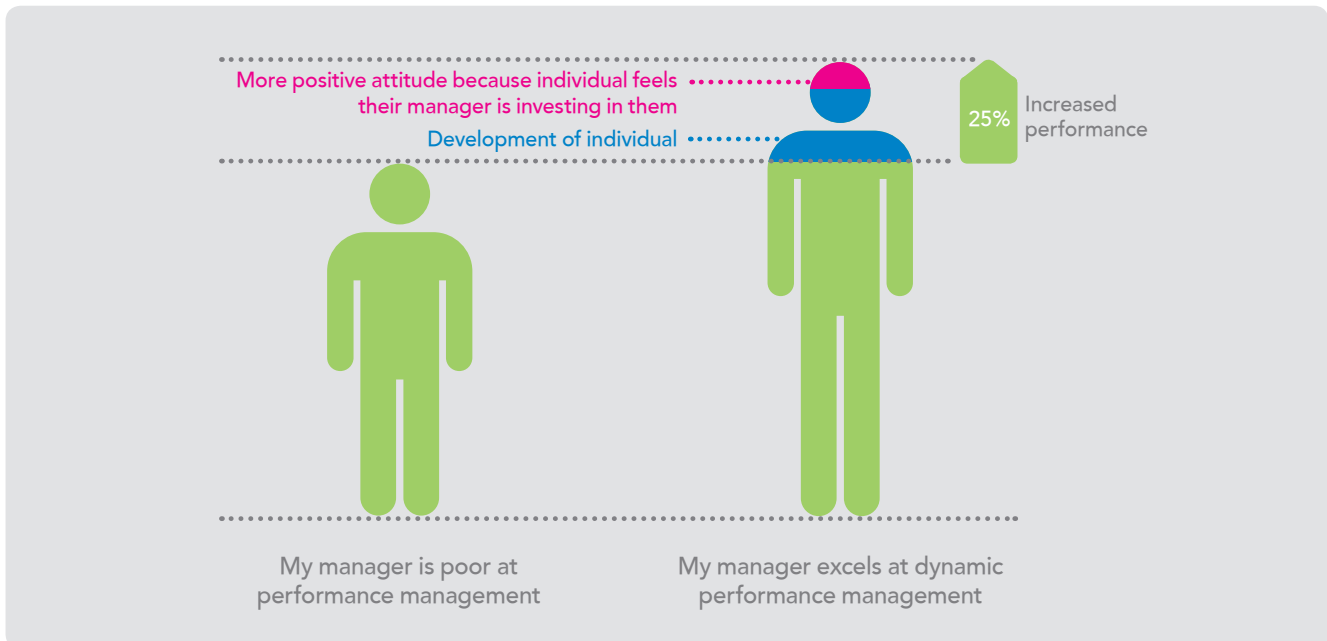 More positive attitude because individual feels
their manager is investing in them
Development of individual
25%
Increased
performance
My manager is poor at
performance management
My manager excels at dynamic
performance management